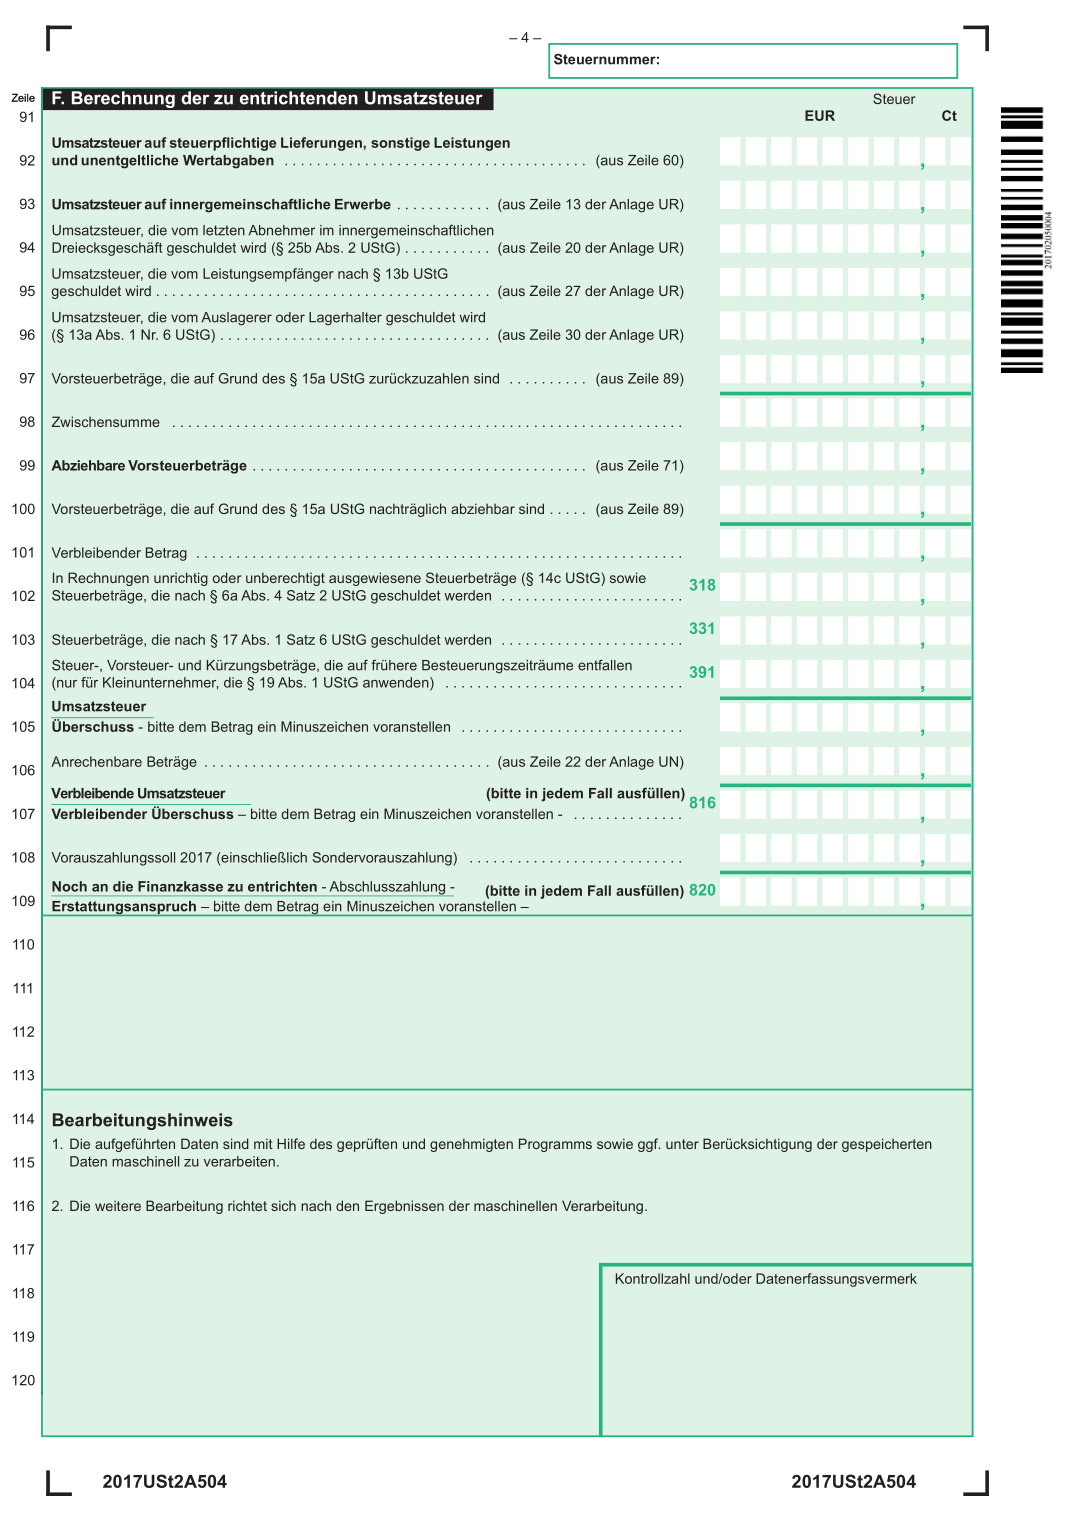 – 4 –
Steuernummer:
Zeile F. Berechnung der zu entrichtenden Umsatzsteuer Steuer
91 EUR Ct
Umsatzsteuer auf steuerpflichtige Lieferungen, sonstige Leistungen
92 und unentgeltliche Wertabgaben (aus Zeile 60) ,
93 Umsatzsteuer auf innergemeinschaftliche Erwerbe (aus Zeile 13 der Anlage UR) ,
Umsatzsteuer, die vom letzten Abnehmer im innergemeinschaftlichen
94 Dreiecksgeschäft geschuldet wird (§ 25b Abs. 2 UStG) (aus Zeile 20 der Anlage UR) ,
Umsatzsteuer, die vom Leistungsempfänger nach § 13b UStG
95 geschuldet wird (aus Zeile 27 der Anlage UR) ,
Umsatzsteuer, die vom Auslagerer oder Lagerhalter geschuldet wird
96 (§ 13a Abs. 1 Nr. 6 UStG) (aus Zeile 30 der Anlage UR) ,
97 Vorsteuerbeträge, die auf Grund des § 15a UStG zurückzuzahlen sind (aus Zeile 89) ,
98 Zwischensumme ,
99 Abziehbare Vorsteuerbeträge (aus Zeile 71) ,
100 Vorsteuerbeträge, die auf Grund des § 15a UStG nachträglich abziehbar sind (aus Zeile 89) ,
101 Verbleibender Betrag ,
In Rechnungen unrichtig oder unberechtigt ausgewiesene Steuerbeträge (§ 14c UStG) sowie 318
102 Steuerbeträge, die nach § 6a Abs. 4 Satz 2 UStG geschuldet werden ,
331
103 Steuerbeträge, die nach § 17 Abs. 1 Satz 6 UStG geschuldet werden ,
Steuer-, Vorsteuer- und Kürzungsbeträge, die auf frühere Besteuerungszeiträume entfallen 391
104 (nur für Kleinunternehmer, die § 19 Abs. 1 UStG anwenden) ,
Umsatzsteuer
105 Überschuss - bitte dem Betrag ein Minuszeichen voranstellen ,
106 Anrechenbare Beträge (aus Zeile 22 der Anlage UN) ,
Verbleibende Umsatzsteuer (bitte in jedem Fall ausfüllen) 816
107 Verbleibender Überschuss – bitte dem Betrag ein Minuszeichen voranstellen - ,
108 Vorauszahlungssoll 2017 (einschließlich Sondervorauszahlung) ,
Noch an die Finanzkasse zu entrichten - Abschlusszahlung - (bitte in jedem Fall ausfüllen) 820
109 Erstattungsanspruch – bitte dem Betrag ein Minuszeichen voranstellen – ,
110
111
112
113
114 Bearbeitungshinweis
1. Die aufgeführten Daten sind mit Hilfe des geprüften und genehmigten Programms sowie ggf. unter Berücksichtigung der gespeicherten
115 Daten maschinell zu verarbeiten.
116 2. Die weitere Bearbeitung richtet sich nach den Ergebnissen der maschinellen Verarbeitung.
117
118 Kontrollzahl und/oder Datenerfassungsvermerk
119
120
2017USt2A504 2017USt2A504
201702050004